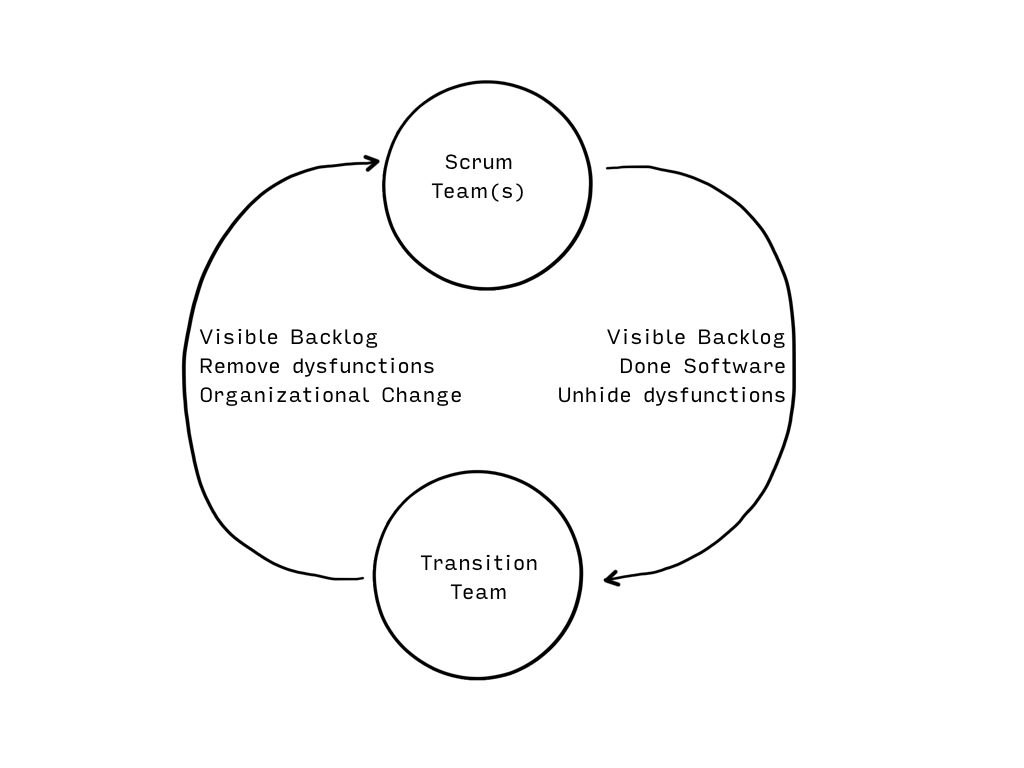 Scrum
Team(s)
Visible Backlog
Remove dysfunctions
Organizational Change
Visible Backlog
Done Software
Unhide dysfunctions
Transition
Team